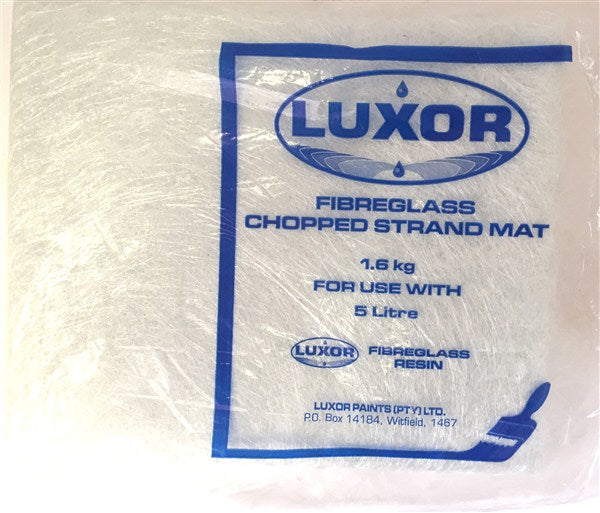 LUXOR
FIBREGLASS
CHOPPED STRAND MAT
1.6 kg
FOR USE WITH
5 Litre
LUXOR FIBREGLASS
RESIN
LUXOR PAINTS (PTY) LTD.
P.O. Box 14184, Witfield, 1467